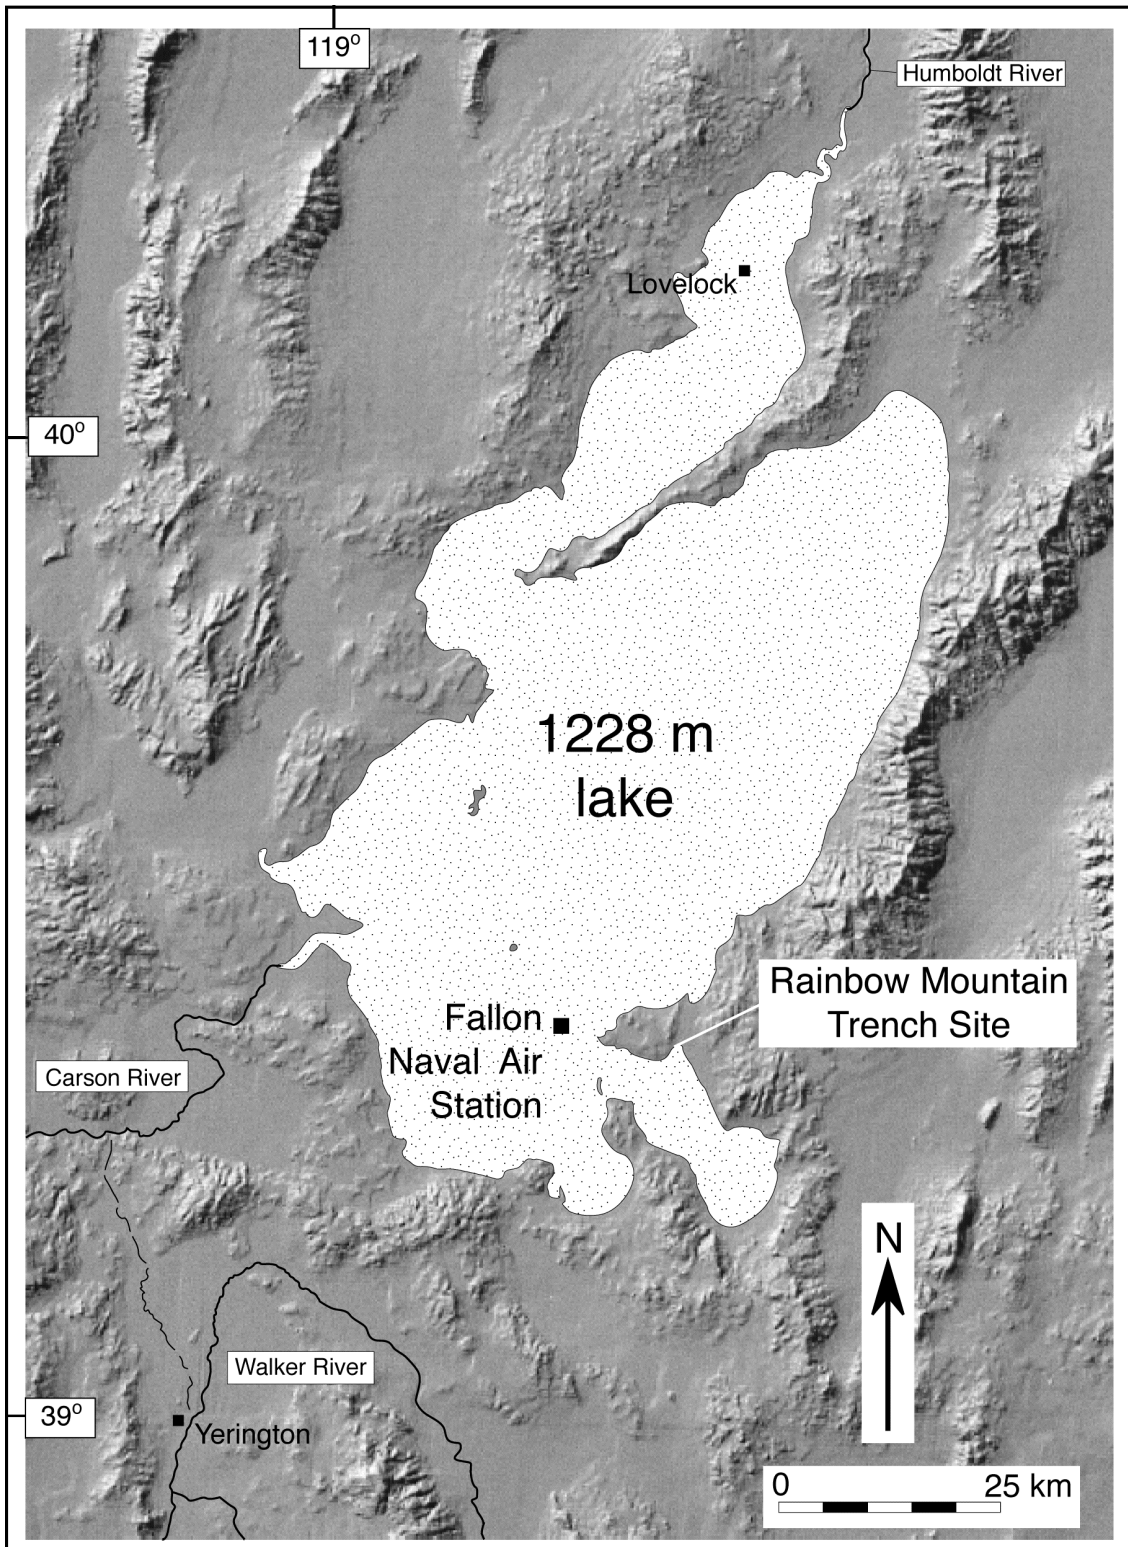 119°
Humboldt River
Lovelock
40°
1228 m
lake
Rainbow Mountain
Trench Site
Fallon
Naval Air
Station
Carson River
N
Walker River
39°
Yerington
0 25 km